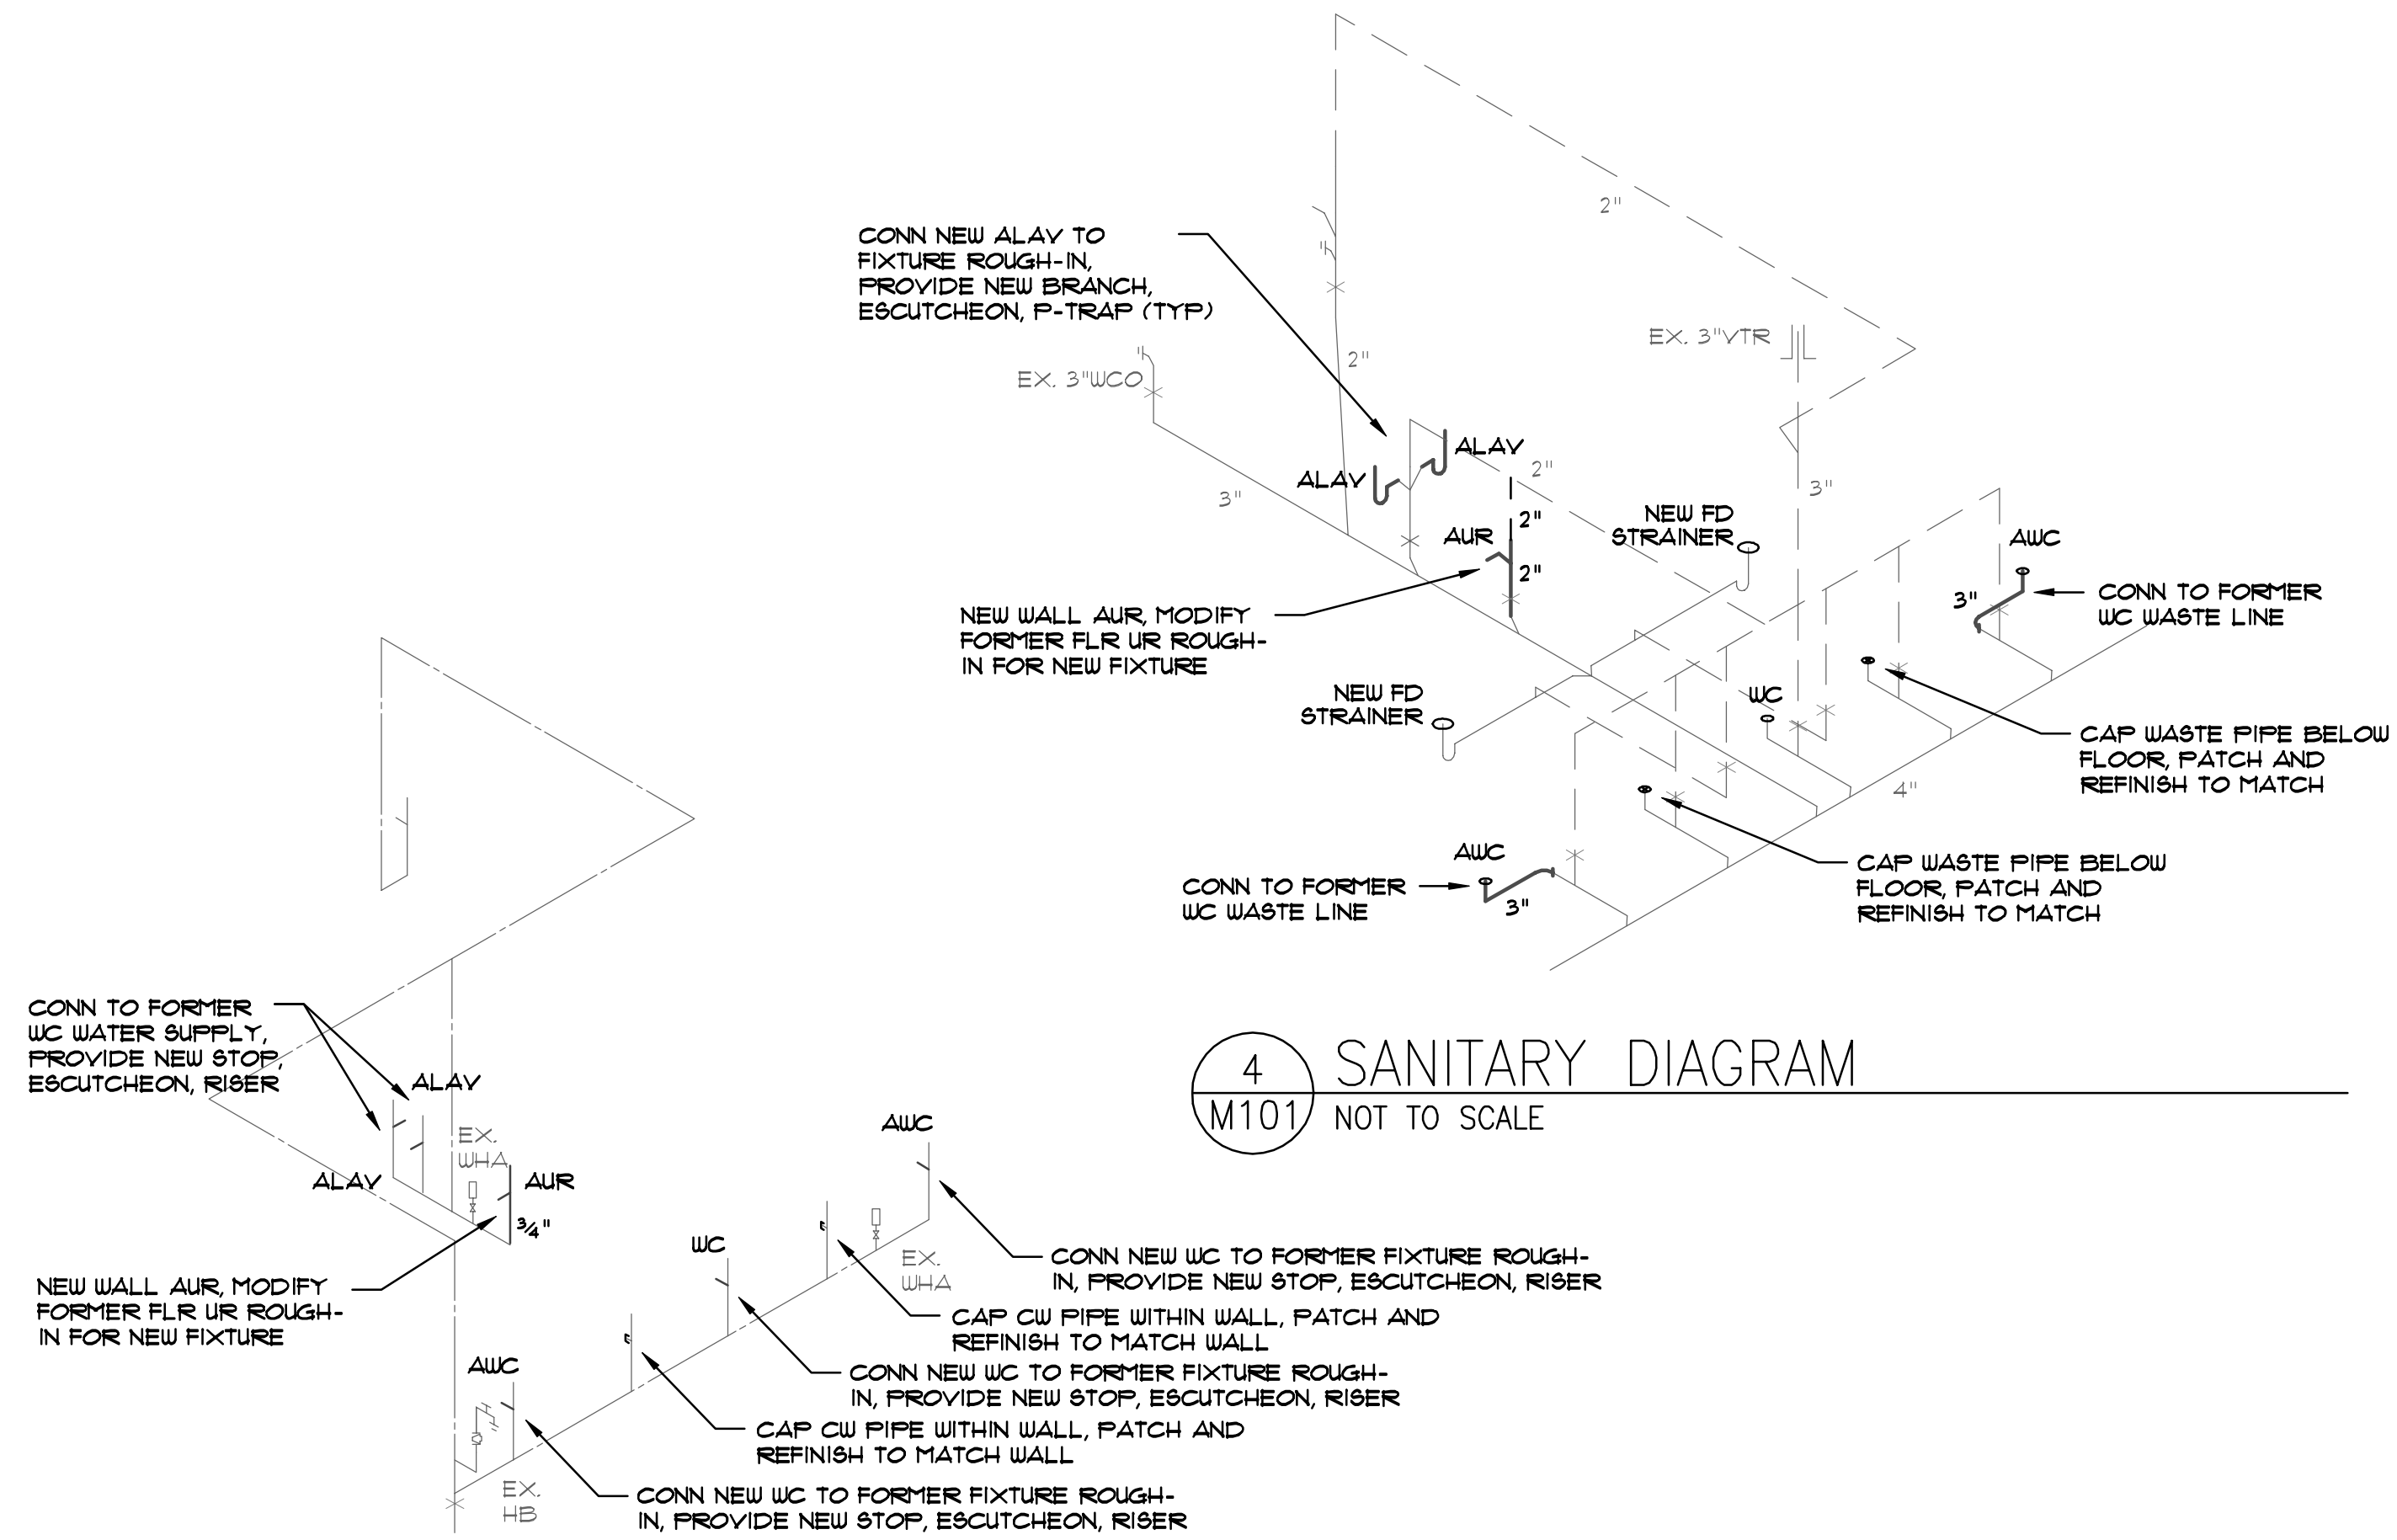 2"
CONN NEW ALAV TO
FIXTURE ROUGH-IN,
PROVIDE NEW BRANCH,
ESCUTCHEON, P-TRAP (TYP)
EX. 3"VTR
2"
EX. 3"WCO
ALAV
ALAV
2"
3"
3"
2"
NEW FD
STRAINER
AUR
2"
AWC
3"
CONN TO FORMER
WC WASTE LINE
NEW WALL AUR, MODIFY
FORMER FLR UR ROUGH-
IN FOR NEW FIXTURE
NEW FD
STRAINER
WC
CAP WASTE PIPE BELOW
FLOOR, PATCH AND
REFINISH TO MATCH
4"
AWC
CONN TO FORMER
WC WASTE LINE
3"
CAP WASTE PIPE BELOW
FLOOR, PATCH AND
REFINISH TO MATCH
4
M101
SANITARY DIAGRAM
NOT TO SCALE
CONN TO FORMER
WC WATER SUPPLY,
PROVIDE NEW STOP,
ESCUTCHEON, RISER
ALAV
EX.
WHA
ALAV
AUR
3/4"
NEW WALL AUR, MODIFY
FORMER FLR UR ROUGH-
IN FOR NEW FIXTURE
AWC
WC
EX.
WHA
CONN NEW WC TO FORMER FIXTURE ROUGH-
IN, PROVIDE NEW STOP, ESCUTCHEON, RISER
CAP CW PIPE WITHIN WALL, PATCH AND
REFINISH TO MATCH WALL
CONN NEW WC TO FORMER FIXTURE ROUGH-
IN, PROVIDE NEW STOP, ESCUTCHEON, RISER
AWC
CAP CW PIPE WITHIN WALL, PATCH AND
REFINISH TO MATCH WALL
EX.
HB
CONN NEW WC TO FORMER FIXTURE ROUGH-
IN, PROVIDE NEW STOP, ESCUTCHEON, RISER